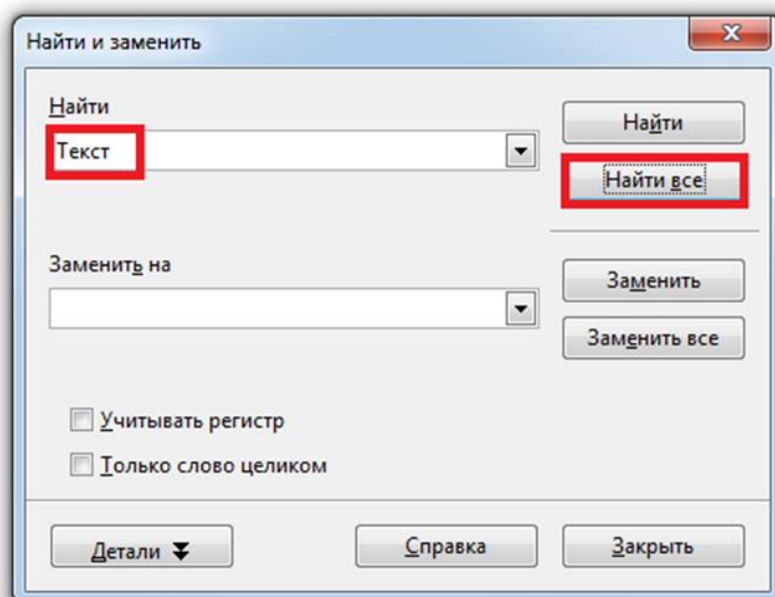 Найти и заменить
Найти
Текст
Найти
Найти все
Заменить на
Заменить
Заменить все
Учитывать регистр
Только слово целиком
Детали
Справка
Закрыть